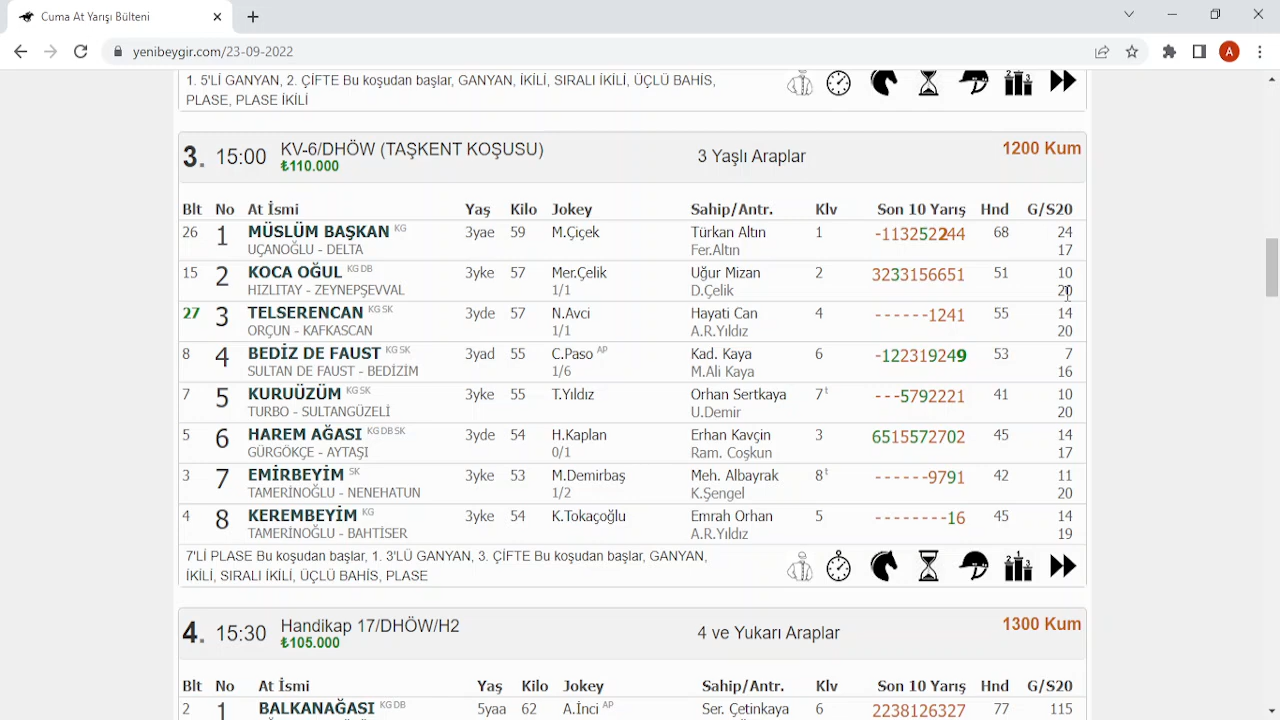 Cuma At Yarışı Bülteni
yenibeygir.com/23-09-2022
A
1. 5'Lİ GANYAN, 2. ÇİFTE Bu koşudan başlar, GANYAN, İKİLİ, SIRALI İKİLİ, ÜÇLÜ BAHİS,
PLASE, PLASE İKİLİ
3. 15:00 KV-6/DHÖW (TAŞKENT KOŞUSU) 3 Yaşlı Araplar 1200 Kum
₺110.000
Blt No At İsmi Yaş Kilo Jokey Sahip/Antr. Klv Son 10 Yarış Hnd G/S20
26 1 MÜSLÜM BAŞKAN KG 3yae 59 M.Çiçek Türkan Altın 1 -113252244 68 24
UÇANOĞLU - DELTA Fer.Altın 17
15 2 KOCA OĞUL KG DB 3yke 57 Mer.Çelik Uğur Mizan 2 3233156651 51 10
HIZLITAY - ZEYNEPŞEVVAL 1/1 D.Çelik 20
27 3 TELSERENCAN KG SK 3yde 57 N.Avci Hayati Can 4 ------1241 55 14
ORÇUN - KAFKASCAN 1/1 A.R.Yıldız 20
8 4 BEDİZ DE FAUST KG SK 3yad 55 C.Paso AP Kad. Kaya 6 -122319249 53 7
SULTAN DE FAUST - BEDİZİM 1/6 M.Ali Kaya 16
7 5 KURUÜZÜM KG SK 3yke 55 T.Yıldız Orhan Sertkaya 7 t ---5792221 41 10
TURBO - SULTANGÜZELİ U.Demir 20
5 6 HAREM AĞASI KG DB SK 3yde 54 H.Kaplan Erhan Kavçin 3 6515572702 45 14
GÜRGÖKÇE - AYTAŞI 0/1 Ram. Coşkun 17
3 7 EMİRBEYİM SK 3yke 53 M.Demirbaş Meh. Albayrak 8 t ------9791 42 11
TAMERİNOĞLU - NENEHATUN 1/2 K.Şengel 20
4 8 KEREMBEYİM KG 3yke 54 K.Tokaçoğlu Emrah Orhan 5 --------16 45 14
TAMERİNOĞLU - BAHTİSER A.R.Yıldız 19
7'Lİ PLASE Bu koşudan başlar, 1. 3'LÜ GANYAN, 3. ÇİFTE Bu koşudan başlar, GANYAN,
İKİLİ, SIRALI İKİLİ, ÜÇLÜ BAHİS, PLASE
4. 15:30 Handikap 17/DHÖW/H2 4 ve Yukarı Araplar 1300 Kum
₺105.000
Blt No At İsmi Yaş Kilo Jokey Sahip/Antr. Klv Son 10 Yarış Hnd G/S20
2 1 BALKANAĞASI KG DB 5yaa 62 A.İnci AP Ser. Çetinkaya 6 2238126327 77 115